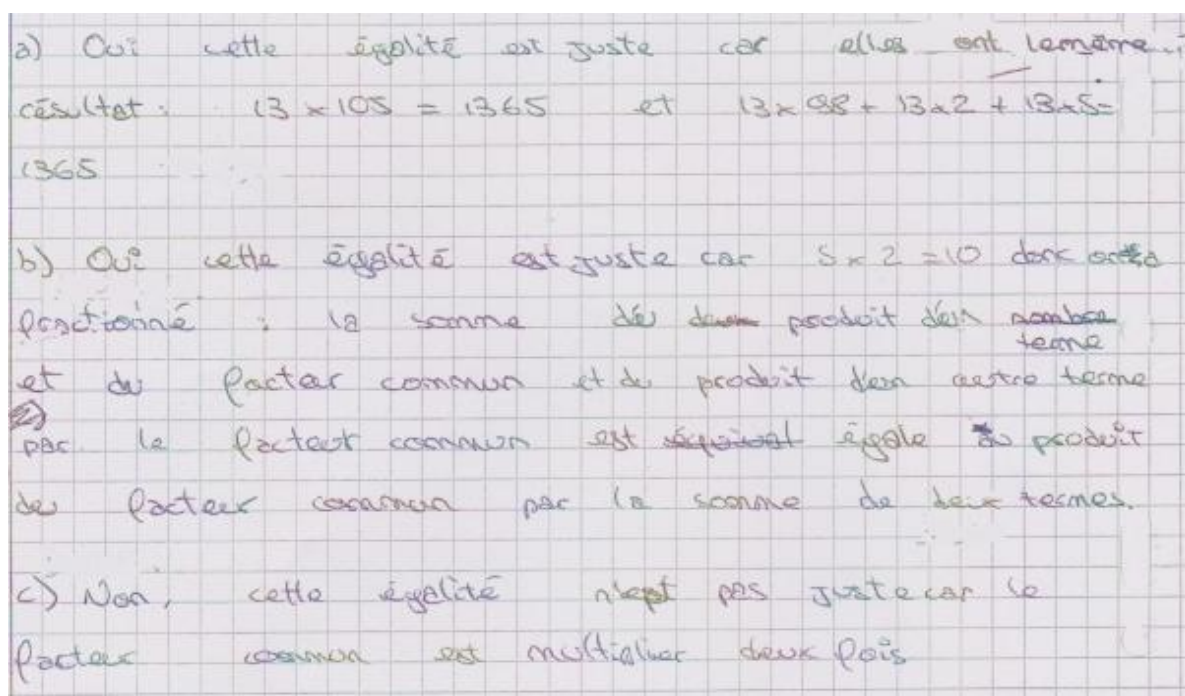 a) Oui cette égalité est juste car elles ont le même
résultat : 13 x 105 = 1365 et 13 x 98 + 13 x 2 + 13 x 5 =
1365
b) Oui cette égalité est juste car 5 x 2 = 10 donc
fractionné : la somme du produit d'un terme
et du facteur commun et du produit d'un autre terme
par le facteur commun est égale au produit
du facteur commun par la somme de deux termes.
c) Non, cette égalité n'est pas juste car le
facteur commun est multiplier deux fois